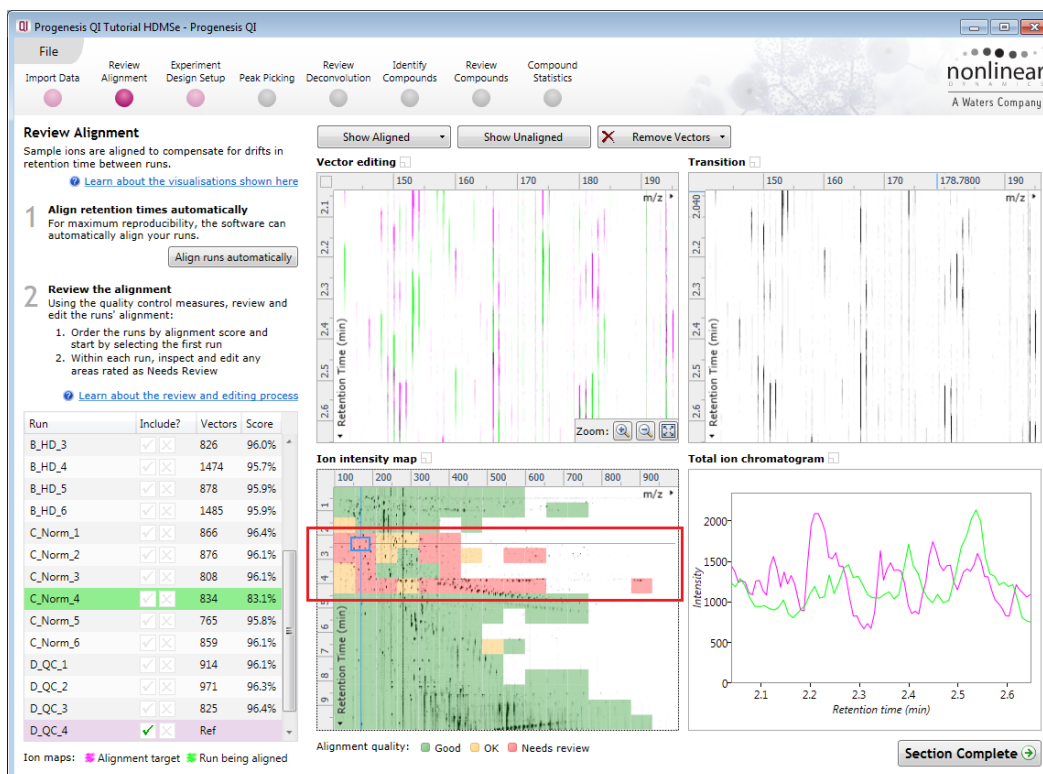 Progenesis QI Tutorial HDMSe - Progenesis QI
File
Import Data
Review Alignment
Experiment Design Setup
Peak Picking
Review Deconvolution
Identify Compounds
Review Compounds
Compound Statistics
nonlinear
DYNAMICS
A Waters Company
Review Alignment
Sample ions are aligned to compensate for drifts in
retention time between runs.
Learn about the visualisations shown here
1 Align retention times automatically
For maximum reproducibility, the software can
automatically align your runs.
Align runs automatically
2 Review the alignment
Using the quality control measures, review and
edit the runs' alignment:
1. Order the runs by alignment score and
start by selecting the first run
2. Within each run, inspect and edit any
areas rated as Needs Review
Learn about the review and editing process
Run Include? Vectors Score
B_HD_3 826 96.0%
B_HD_4 1474 95.7%
B_HD_5 878 95.9%
B_HD_6 1485 95.9%
C_Norm_1 866 96.4%
C_Norm_2 876 96.1%
C_Norm_3 808 96.1%
C_Norm_4 834 83.1%
C_Norm_5 765 95.8%
C_Norm_6 859 96.1%
D_QC_1 914 96.1%
D_QC_2 971 96.3%
D_QC_3 825 96.4%
D_QC_4 Ref
Ion maps: Alignment target Run being aligned
Show Aligned Show Unaligned Remove Vectors
Vector editing
150 160 170 180 190
m/z
2.1
2.2
2.3
2.4
2.5
2.6
Retention Time (min)
Zoom:
Transition
150 160 170 178.7800 190
m/z
2.040
2.2
2.3
2.4
2.5
2.6
Retention Time (min)
Ion intensity map
100 200 300 400 500 600 700 800 900
m/z
1
2
3
4
5
6
7
8
9
Retention Time (min)
Alignment quality: Good OK Needs review
Total ion chromatogram
2000
1500
1000
500
0
Intensity
2.1 2.2 2.3 2.4 2.5 2.6
Retention time (min)
Section Complete